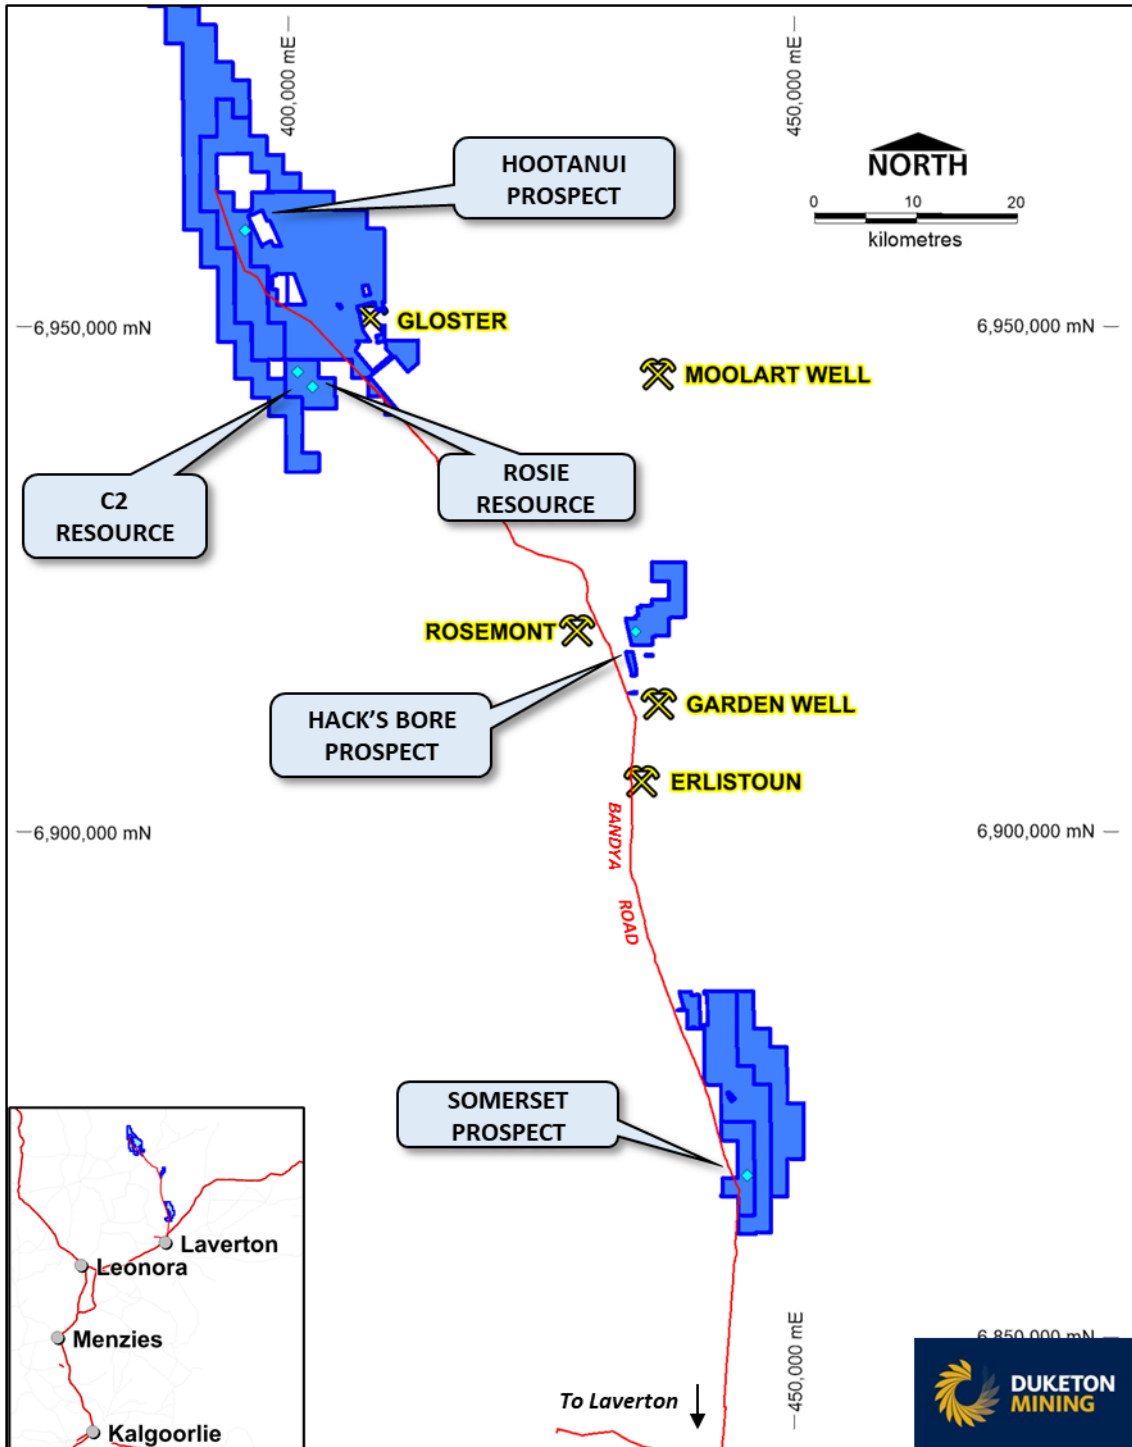 400,000 mE
450,000 mE
HOOTANUI
PROSPECT
NORTH
0 10 20
kilometres
6,950,000 mN
GLOSTER
6,950,000 mN
MOOLART WELL
C2
RESOURCE
ROSIE
RESOURCE
ROSEMONT
HACK'S BORE
PROSPECT
GARDEN WELL
ERLISTOUN
6,900,000 mN
6,900,000 mN
BANDYA
ROAD
SOMERSET
PROSPECT
Laverton
Leonora
Menzies
Kalgoorlie
To Laverton
450,000 mE
6,850,000 mN
DUKETON
MINING